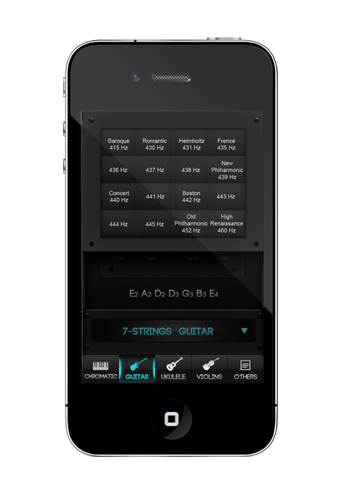 Baroque Romantic Helmholtz Frence
415 Hz 430 Hz 431 Hz 435 Hz
436 Hz 437 Hz 438 Hz New Philharmonic 439 Hz
Concert Boston
440 Hz 441 Hz 442 Hz 443 Hz
444 Hz 445 Hz Old Philharmonic 452 Hz High Renaissance 460 Hz
E2 A2 D2 D3 G3 B3 E4
7-STRINGS GUITAR
CHROMATIC GUITAR UKULELE VIOLINS OTHERS